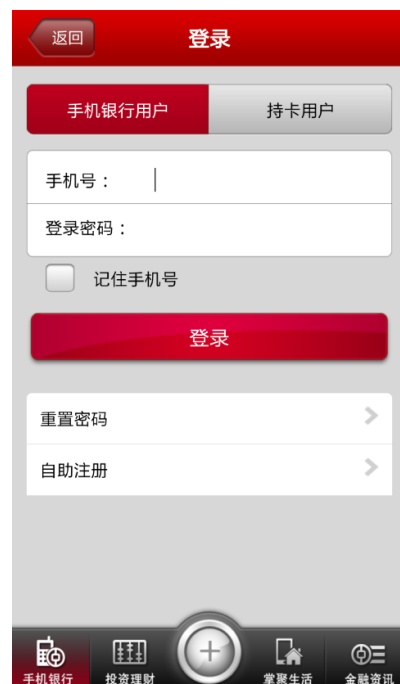 返回 登录
手机银行用户 持卡用户
手机号：
登录密码：
记住手机号
登录
重置密码
自助注册
手机银行 投资理财 掌聚生活 金融资讯